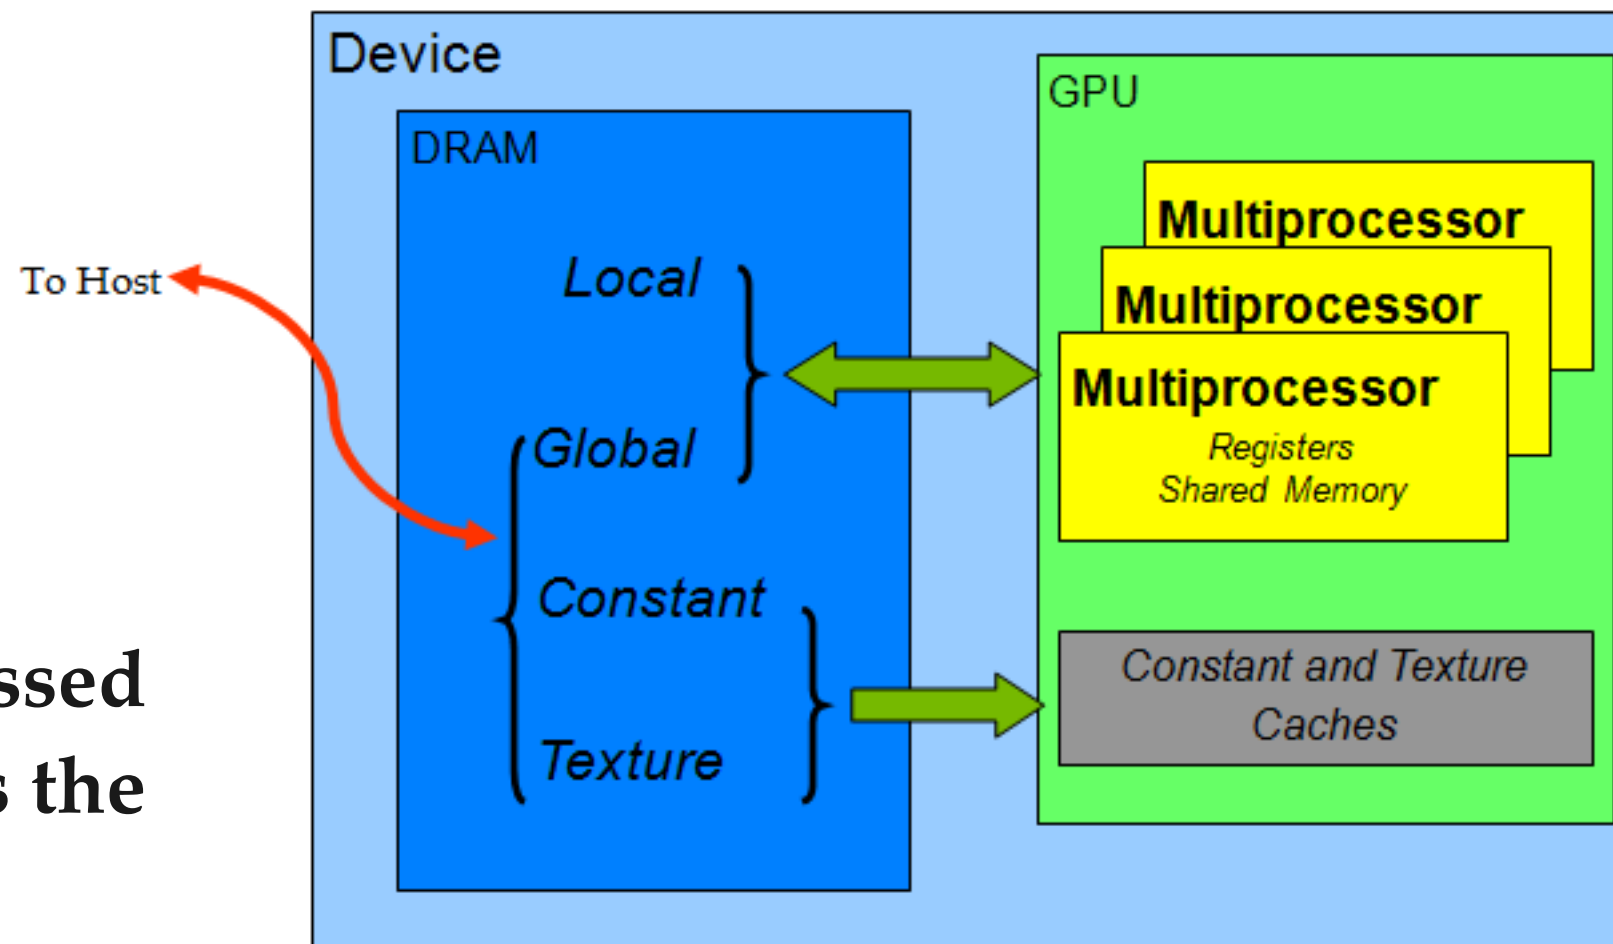 Device
DRAM
Local
Global
Constant
Texture
To Host
GPU
Multiprocessor
Multiprocessor
Multiprocessor
Registers
Shared Memory
Constant and Texture
Caches
the